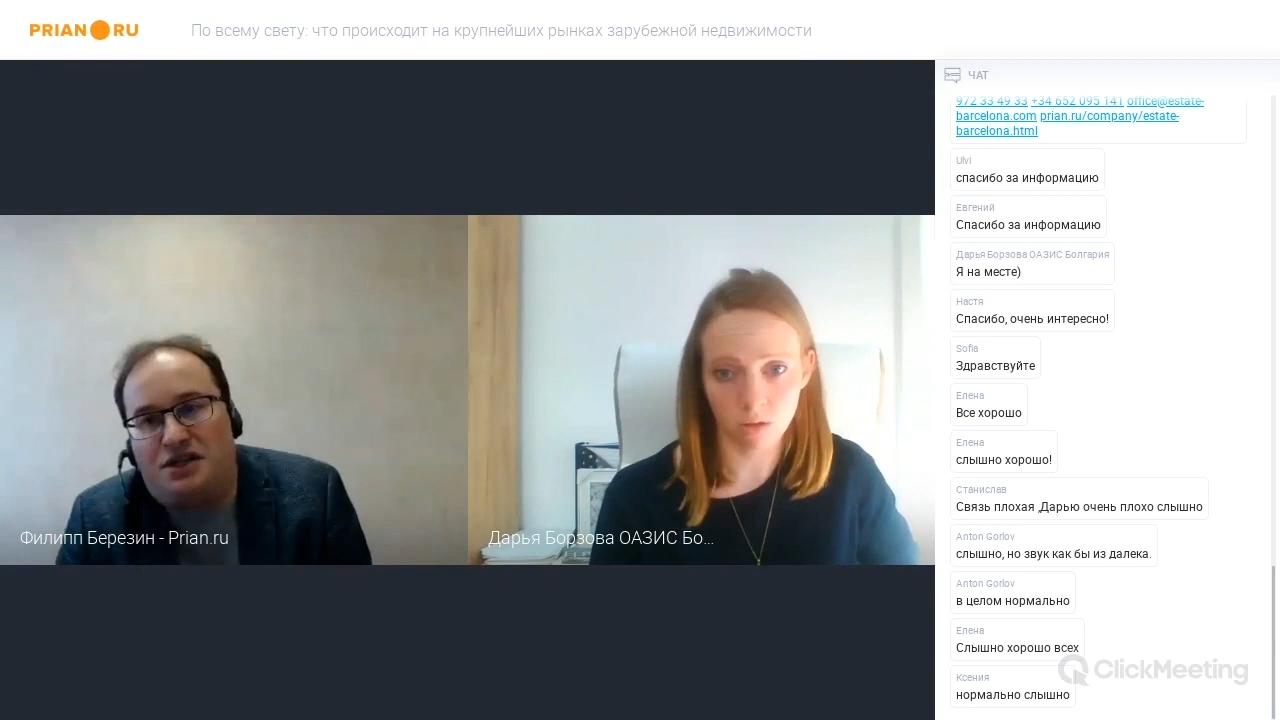 PRIAN RU
По всему свету: что происходит на крупнейших рынках зарубежной недвижимости
ЧАТ
972 33 49 33 +34 652 095 141 office@estate-
barcelona.com prian.ru/company/estate-
barcelona.html
Ulvi
спасибо за информацию
Евгений
Спасибо за информацию
Дарья Борзова ОАЗИС Болгария
Я на месте)
Настя
Спасибо, очень интересно!
Sofia
Здравствуйте
Елена
Все хорошо
Елена
слышно хорошо!
Станислав
Связь плохая ,Дарью очень плохо слышно
Anton Gorlov
слышно, но звук как бы из далека.
Anton Gorlov
в целом нормально
Елена
Слышно хорошо всех
Ксения
нормально слышно
Филипп Березин - Prian.ru
Дарья Борзова ОАЗИС Бо...
ClickMeeting